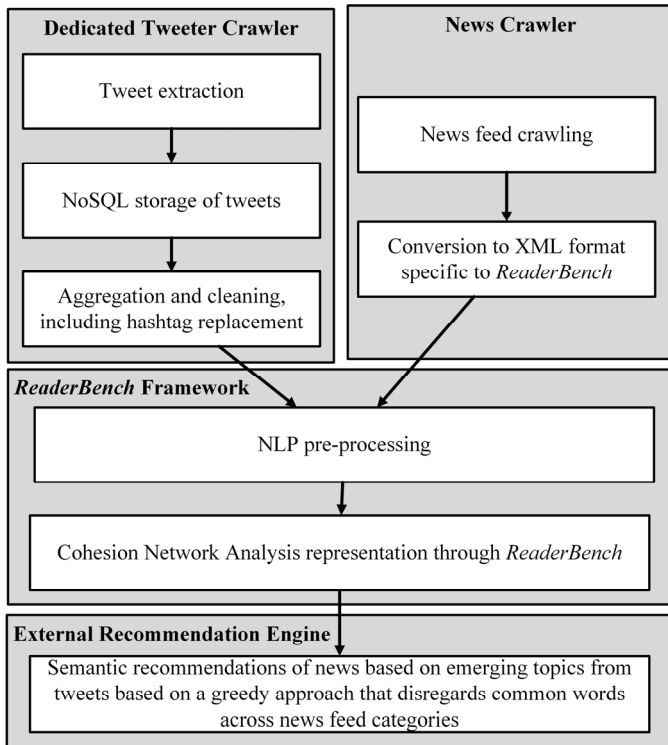 Dedicated Tweeter Crawler
Tweet extraction
NoSQL storage of tweets
Aggregation and cleaning,
including hashtag replacement
News Crawler
News feed crawling
Conversion to XML format
specific to ReaderBench
ReaderBench Framework
NLP pre-processing
Cohesion Network Analysis representation through ReaderBench
External Recommendation Engine
Semantic recommendations of news based on emerging topics from
tweets based on a greedy approach that disregards common words
across news feed categories